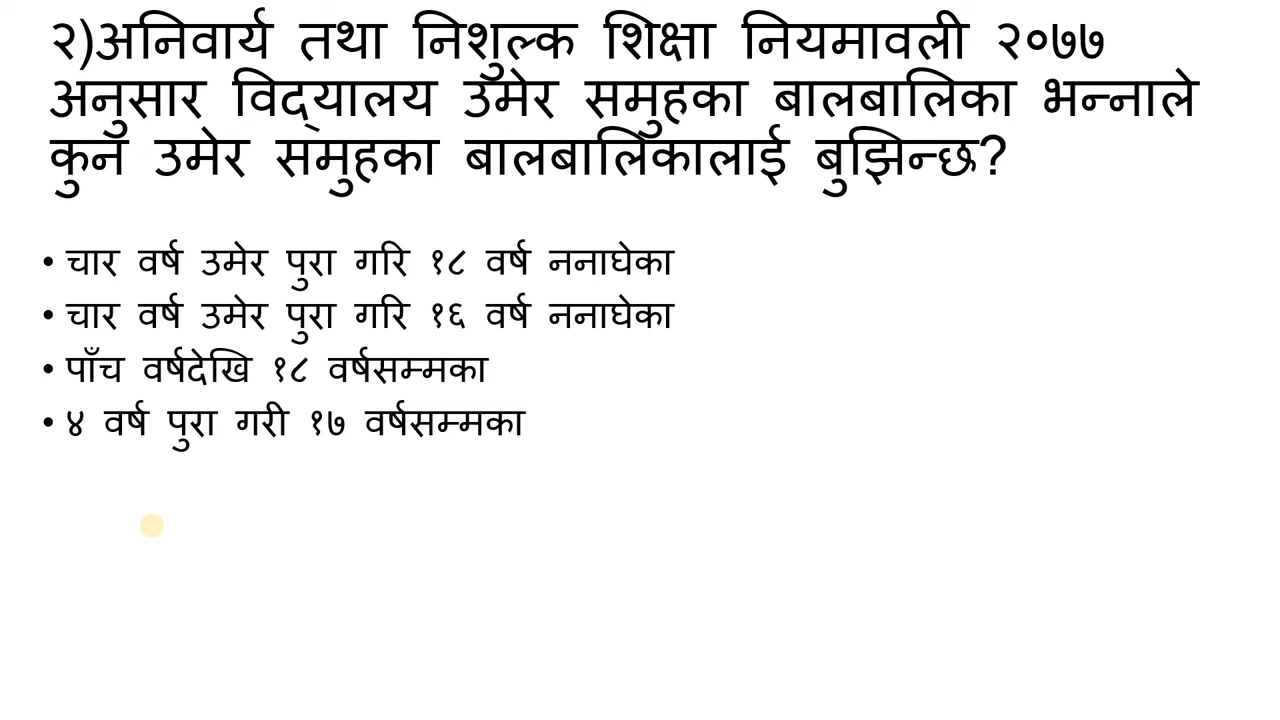 २)अनिवार्य तथा निशुल्क शिक्षा नियमावली २०७७
अनुसार विद्यालय उमेर समुहका बालबालिका भन्नाले
कुन उमेर समुहका बालबालिकालाई बुझिन्छ?
• चार वर्ष उमेर पुरा गरि १८ वर्ष ननाघेका
• चार वर्ष उमेर पुरा गरि १६ वर्ष ननाघेका
• पाँच वर्षदेखि १८ वर्षसम्मका
• ४ वर्ष पुरा गरी १७ वर्षसम्मका